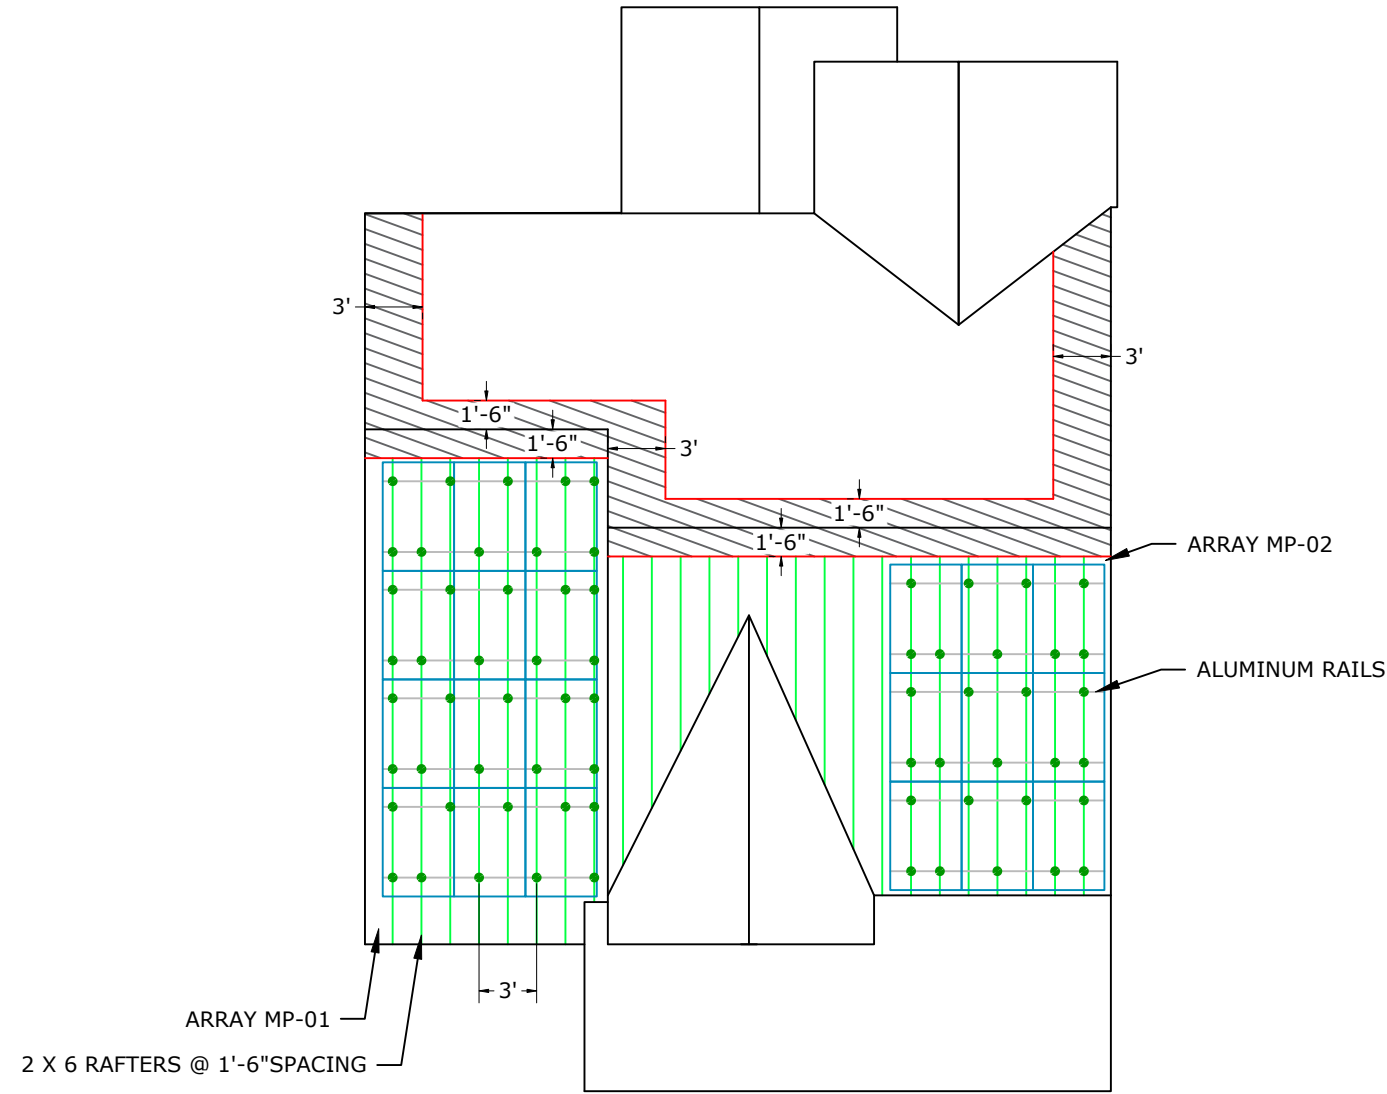 3'
3'
1'-6"
1'-6"
3'
1'-6"
1'-6"
ARRAY MP-02
ALUMINUM RAILS
3'
ARRAY MP-01
2 X 6 RAFTERS @ 1'-6"SPACING